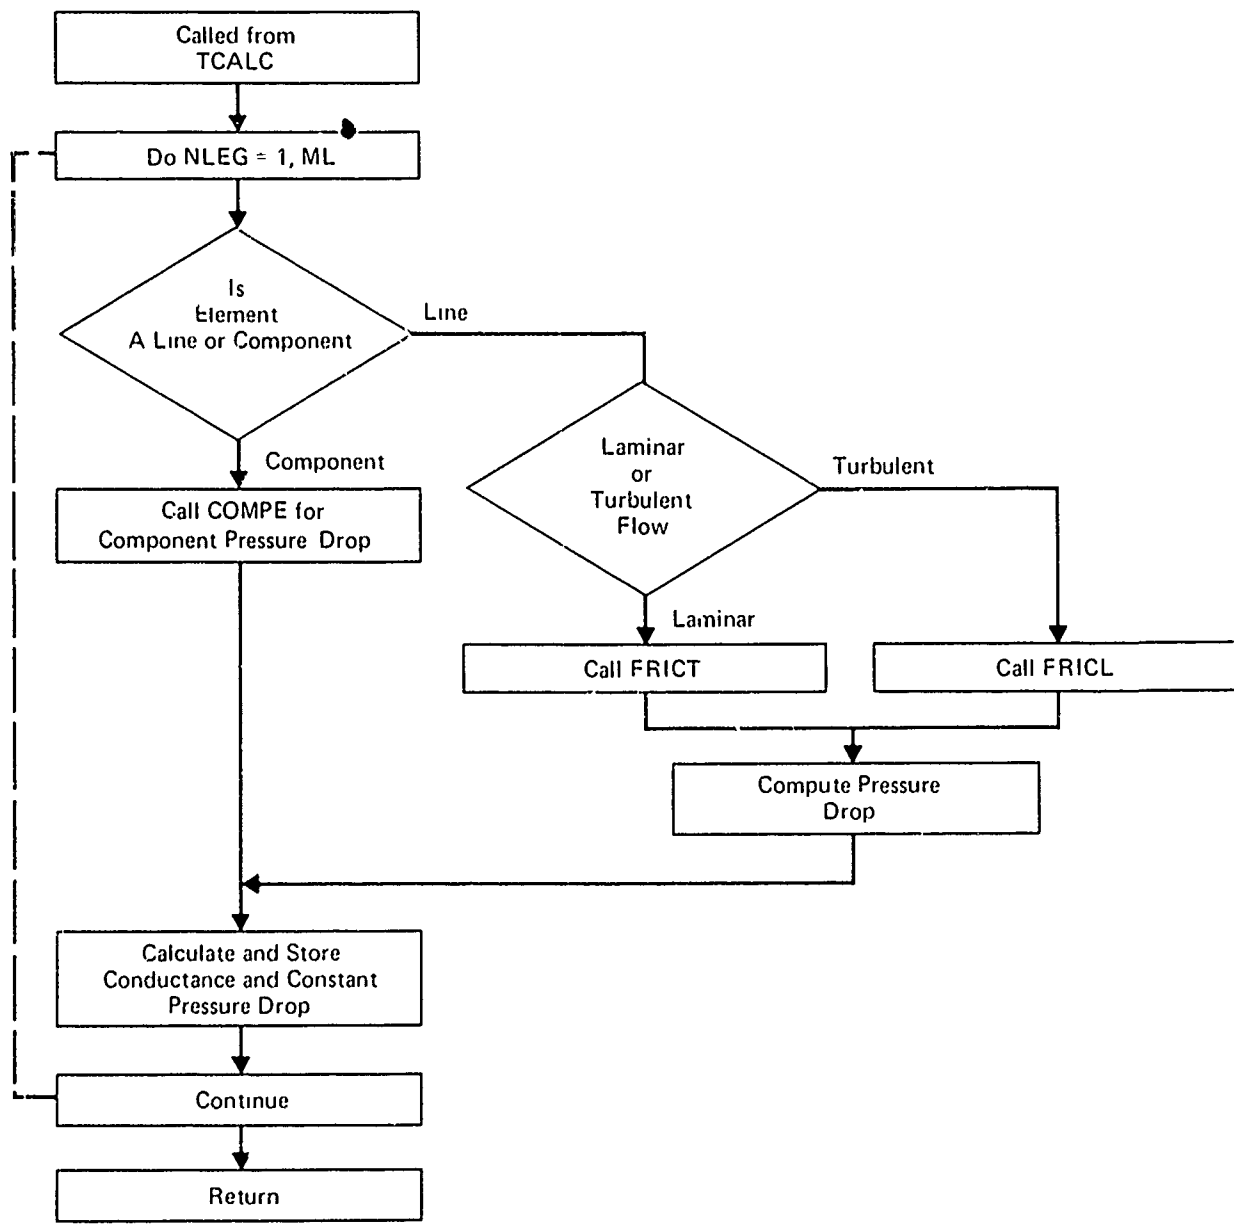 Called from
TCALC
Do NLEG = 1, ML
Is
Element
A Line or Component
Line
Component
Laminar
or
Turbulent
Flow
Turbulent
Call COMPE for
Component Pressure Drop
Laminar
Call FRICT
Call FRICL
Compute Pressure
Drop
Calculate and Store
Conductance and Constant
Pressure Drop
Continue
Return